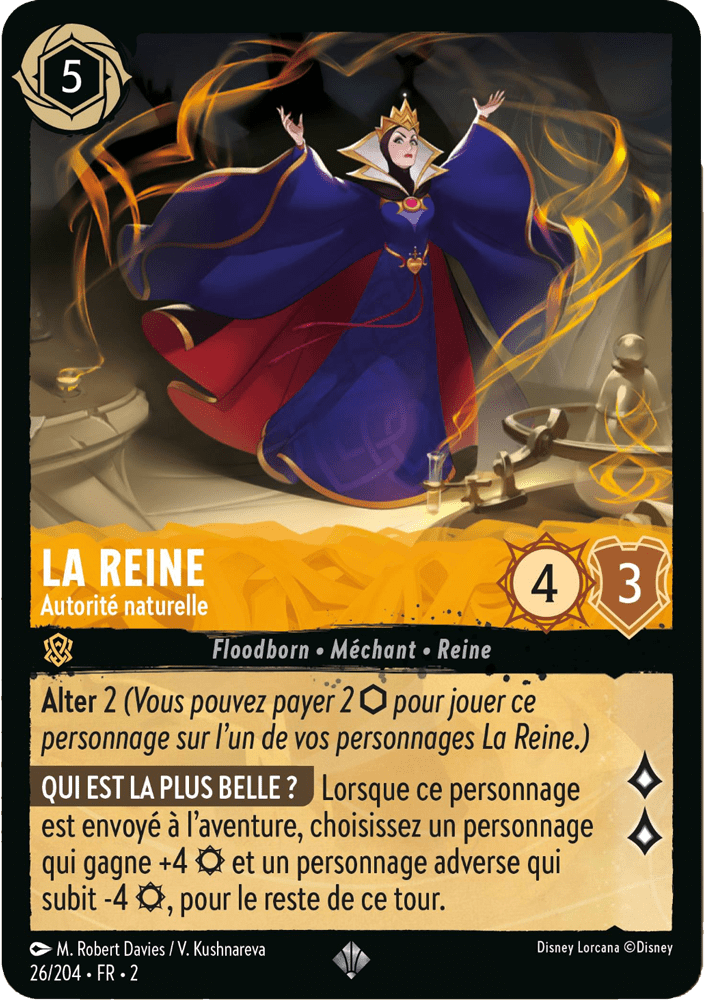 5
LA REINE
Autorité naturelle
4
3
Floodborn • Méchant • Reine
Alter 2 (Vous pouvez payer 2 ⬡ pour jouer ce
personnage sur l'un de vos personnages La Reine.)
QUI EST LA PLUS BELLE ? Lorsque ce personnage
est envoyé à l'aventure, choisissez un personnage
qui gagne +4 ¤ et un personnage adverse qui
subit -4 ¤, pour le reste de ce tour.
M. Robert Davies / V. Kushnareva
Disney Lorcana ©Disney
26/204 • FR • 2